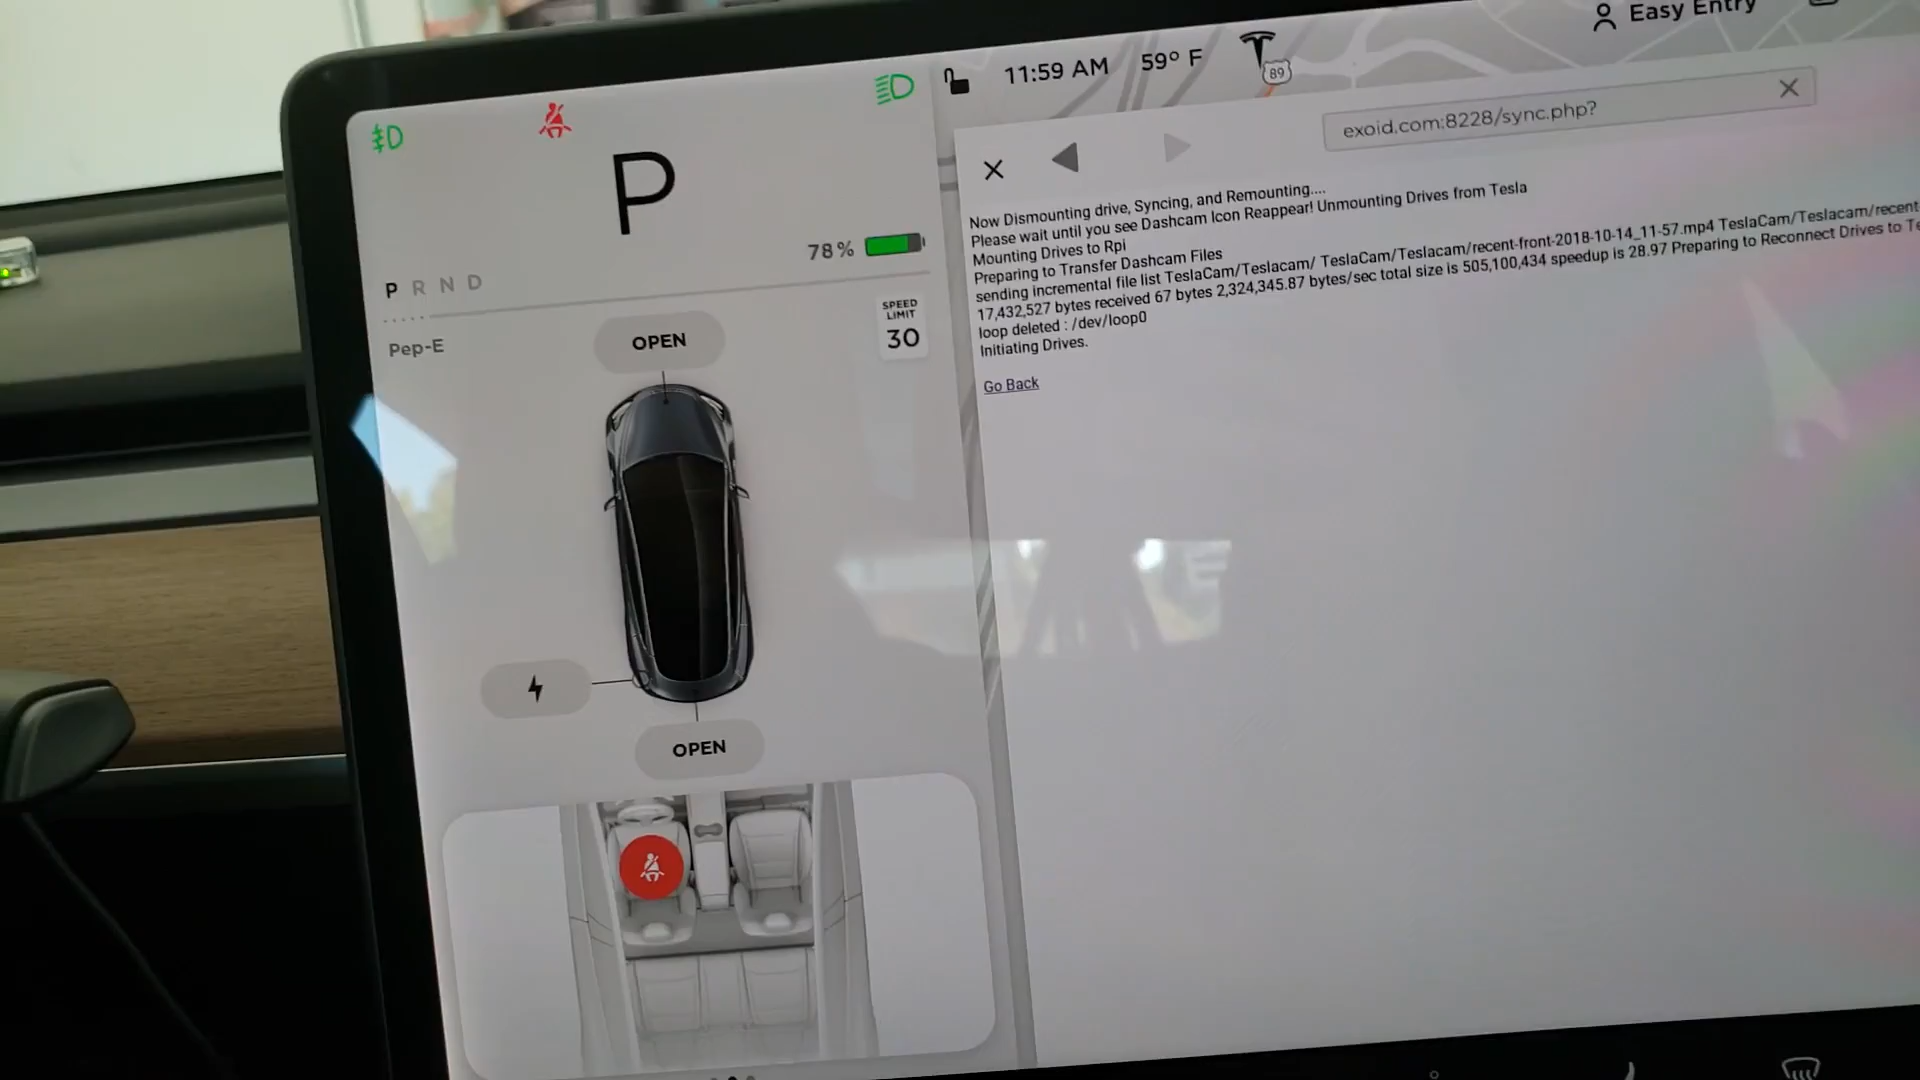 Easy Entry
11:59 AM 59° F
89
P
78%
P R N D
SPEED
LIMIT
30
Pep-E
OPEN
OPEN
exoid.com:8228/sync.php?
Now Dismounting drive, Syncing, and Remounting....
Please wait until you see Dashcam Icon Reappear! Unmounting Drives from Tesla
Mounting Drives to Rpi
Preparing to Transfer Dashcam Files
sending incremental file list TeslaCam/Teslacam/ TeslaCam/Teslacam/recent-front-2018-10-14_11-57.mp4 TeslaCam/Teslacam/recent-
17,432,527 bytes received 67 bytes 2,324,345.87 bytes/sec total size is 505,100,434 speedup is 28.97 Preparing to Reconnect Drives to Te
loop deleted : /dev/loop0
Initiating Drives.
Go Back